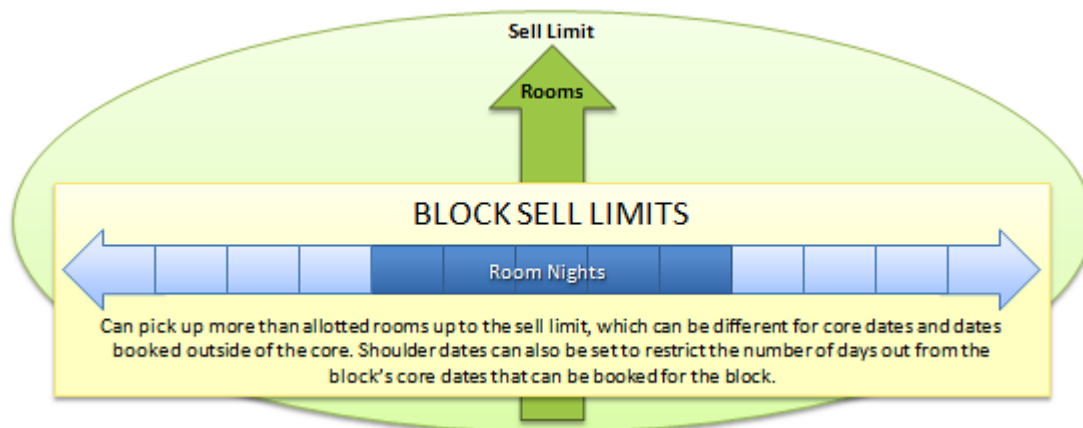 Sell Limit
Rooms
BLOCK SELL LIMITS
Room Nights
Can pick up more than allotted rooms up to the sell limit, which can be different for core dates and dates
booked outside of the core. Shoulder dates can also be set to restrict the number of days out from the
block's core dates that can be booked for the block.